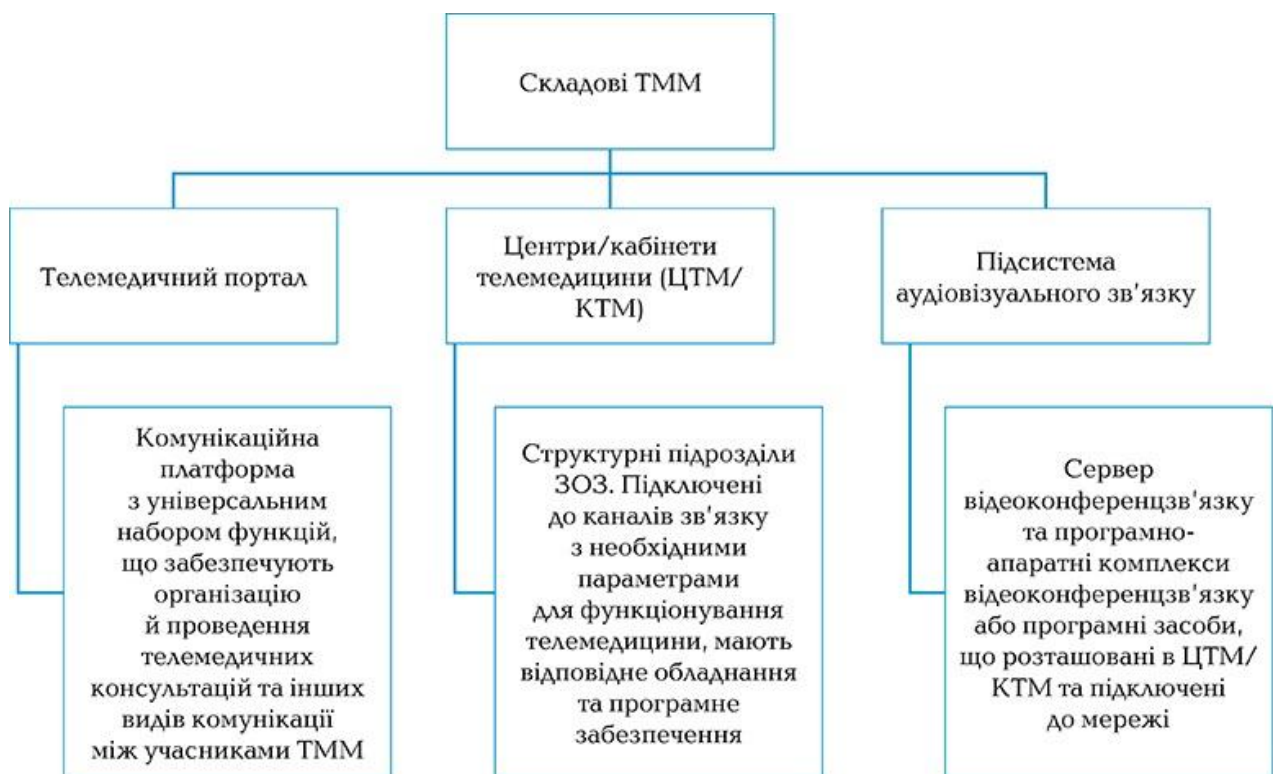 Складові ТММ
Телемедичний портал
Центри/кабінети
телемедицини (ЦТМ/
КТМ)
Підсистема
аудіовізуального зв'язку
Комунікаційна
платформа
з універсальним
набором функцій,
що забезпечують
організацію
й проведення
телемедичних
консультацій та інших
видів комунікації
між учасниками ТММ
Структурні підрозділи
ЗОЗ. Підключені
до каналів зв'язку
з необхідними
параметрами
для функціонування
телемедицини, мають
відповідне обладнання
та програмне
забезпечення
Сервер
відеоконференцзв'язку
та програмно-
апаратні комплекси
відеоконференцзв'язку
або програмні засоби,
що розташовані в ЦТМ/
КТМ та підключені
до мережі